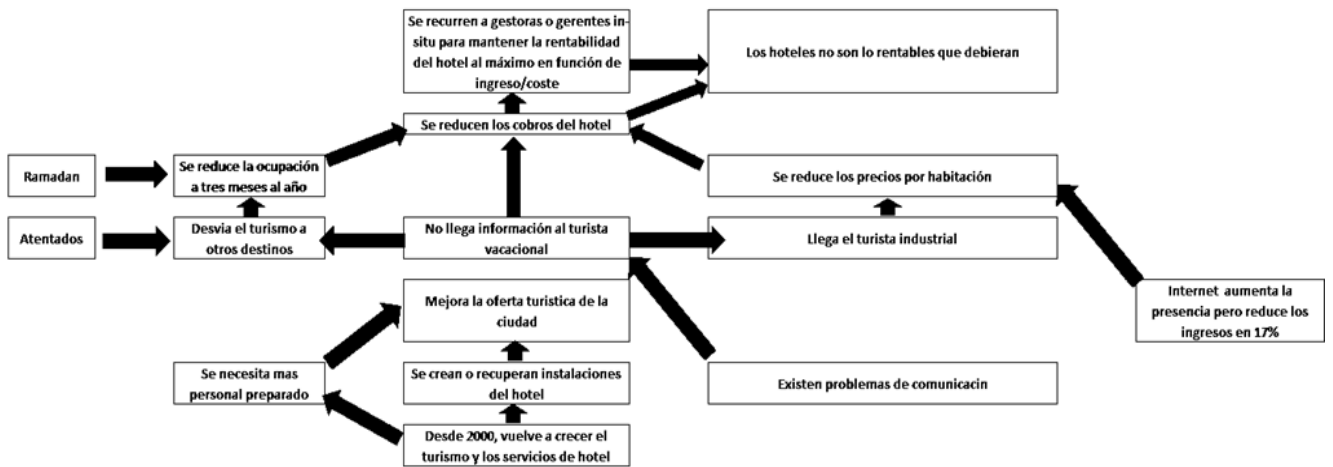 Se recurren a gestoras o gerentes in-
situ para mantener la rentabilidad
del hotel al máximo en función de
ingreso/coste
Los hoteles no son lo rentables que debieran
Se reducen los cobros del hotel
Ramadan
Se reduce la ocupación
a tres meses al año
Se reduce los precios por habitación
Atentados
Desvia el turismo a
otros destinos
No llega información al turista
vacacional
Llega el turista industrial
Mejora la oferta turistica de la
ciudad
Internet aumenta la
presencia pero reduce los
ingresos en 17%
Se necesita mas
personal preparado
Se crean o recuperan instalaciones
del hotel
Existen problemas de comunicacin
Desde 2000, vuelve a crecer el
turismo y los servicios de hotel